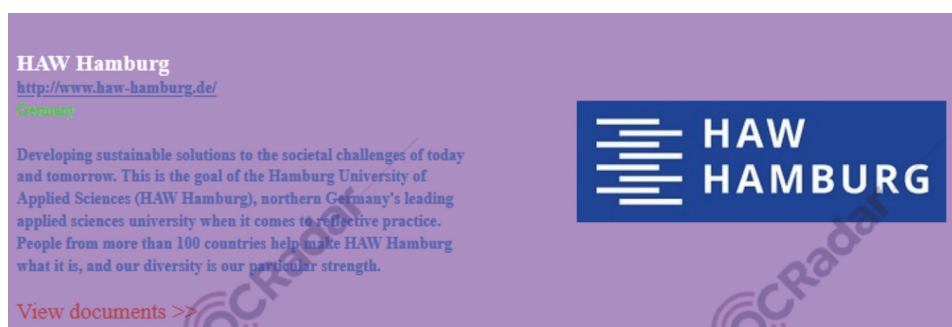 HAW Hamburg
http://www.haw-hamburg.de/
Germany
Developing sustainable solutions to the societal challenges of today
and tomorrow. This is the goal of the Hamburg University of
Applied Sciences (HAW Hamburg), northern Germany's leading
applied sciences university when it comes to reflective practice.
People from more than 100 countries help make HAW Hamburg
what it is, and our diversity is our particular strength.
View documents >>
HAW
HAMBURG
OCRadar
OCRadar